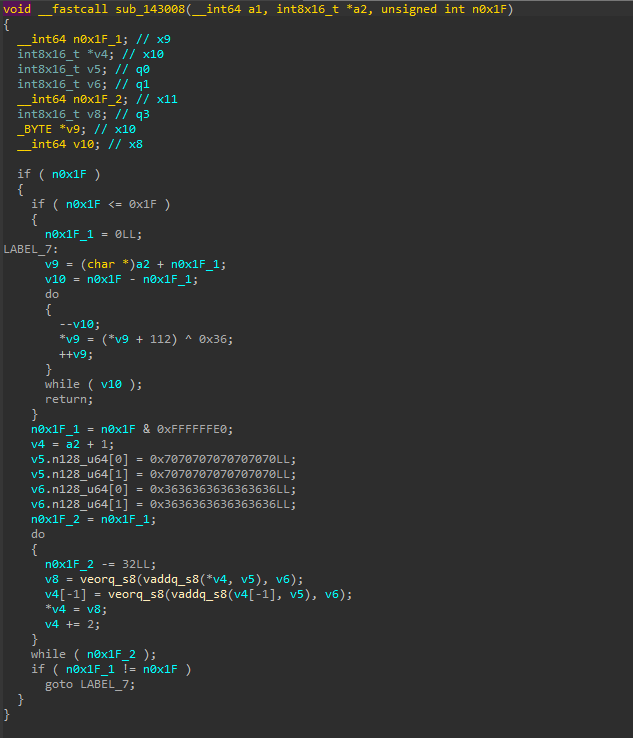 void __fastcall sub_143008(__int64 a1, int8x16_t *a2, unsigned int n0x1F)
{
  __int64 n0x1F_1; // x9
  int8x16_t *v4; // x10
  int8x16_t v5; // q0
  int8x16_t v6; // q1
  __int64 n0x1F_2; // x11
  int8x16_t v8; // q3
  _BYTE *v9; // x10
  __int64 v10; // x8

  if ( n0x1F )
  {
    if ( n0x1F <= 0x1F )
    {
      n0x1F_1 = 0LL;
LABEL_7:
      v9 = (char *)a2 + n0x1F_1;
      v10 = n0x1F - n0x1F_1;
      do
      {
        --v10;
        *v9 = (*v9 + 112) ^ 0x36;
        ++v9;
      }
      while ( v10 );
      return;
    }
    n0x1F_1 = n0x1F & 0xFFFFFFE0;
    v4 = a2 + 1;
    v5.n128_u64[0] = 0x7070707070707070LL;
    v5.n128_u64[1] = 0x7070707070707070LL;
    v6.n128_u64[0] = 0x3636363636363636LL;
    v6.n128_u64[1] = 0x3636363636363636LL;
    n0x1F_2 = n0x1F_1;
    do
    {
      n0x1F_2 -= 32LL;
      v8 = veorq_s8(vaddq_s8(*v4, v5), v6);
      v4[-1] = veorq_s8(vaddq_s8(v4[-1], v5), v6);
      *v4 = v8;
      v4 += 2;
    }
    while ( n0x1F_2 );
    if ( n0x1F_1 != n0x1F )
      goto LABEL_7;
  }
}